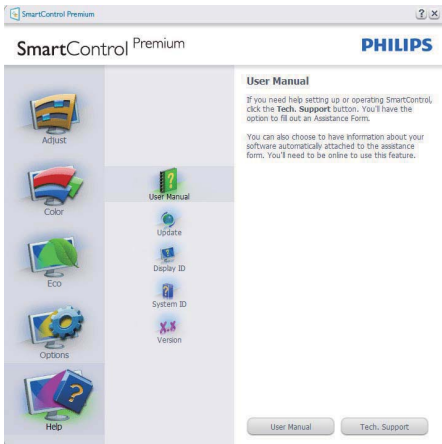 SmartControl Premium
? ×
SmartControl Premium
PHILIPS
Adjust
Color
Eco
Options
? Help
? User Manual
Update
? Display ID
? System ID
X.X
Version
User Manual
If you need help setting up or operating SmartControl,
click the Tech. Support button. You'll have the
option to fill out an Assistance Form.
You can also choose to have information about your
software automatically attached to the assistance
form. You'll need to be online to use this feature.
User Manual
Tech. Support